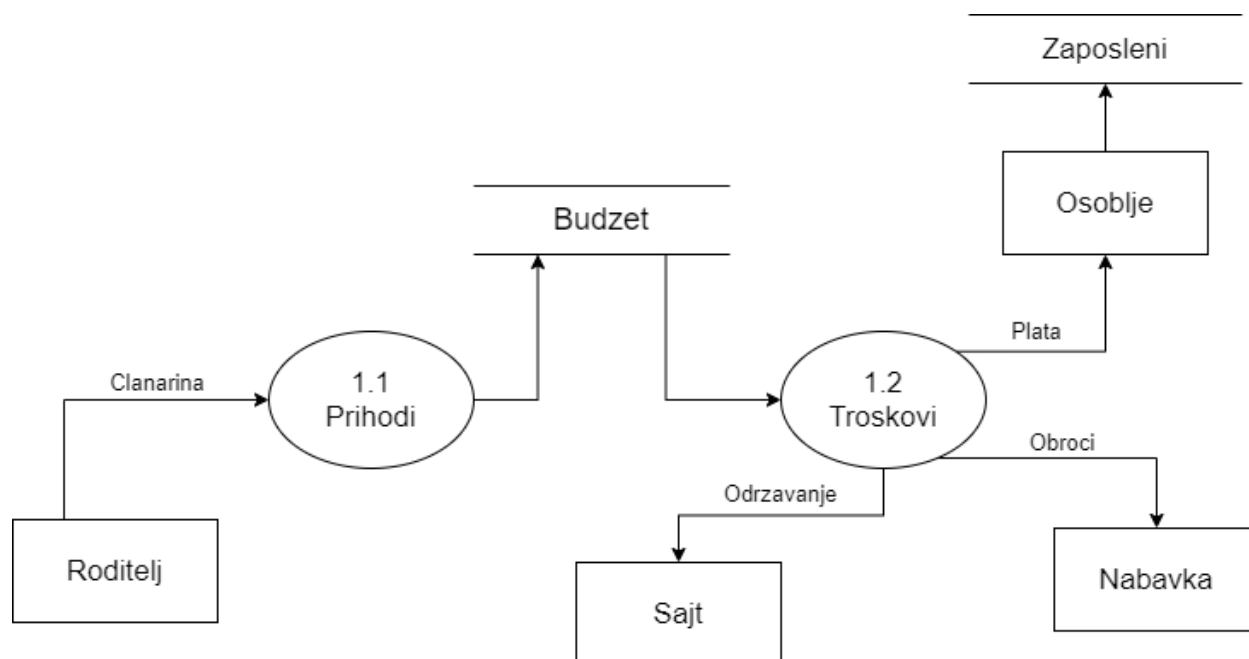 Zaposleni
Osoblje
Budzet
Plata
1.1
Prihodi
Clanarina
1.2
Troskovi
Obroci
Odrzavanje
Roditelj
Sajt
Nabavka